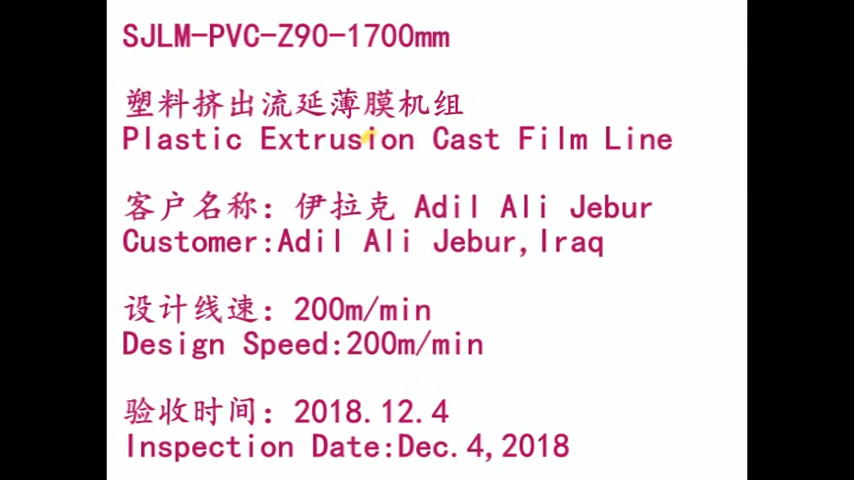 SJLM-PVC-Z90-1700mm
塑料挤出流延薄膜机组
Plastic Extrusion Cast Film Line
客户名称：伊拉克 Adil Ali Jebur
Customer:Adil Ali Jebur,Iraq
设计线速：200m/min
Design Speed:200m/min
验收时间：2018.12.4
Inspection Date:Dec.4,2018